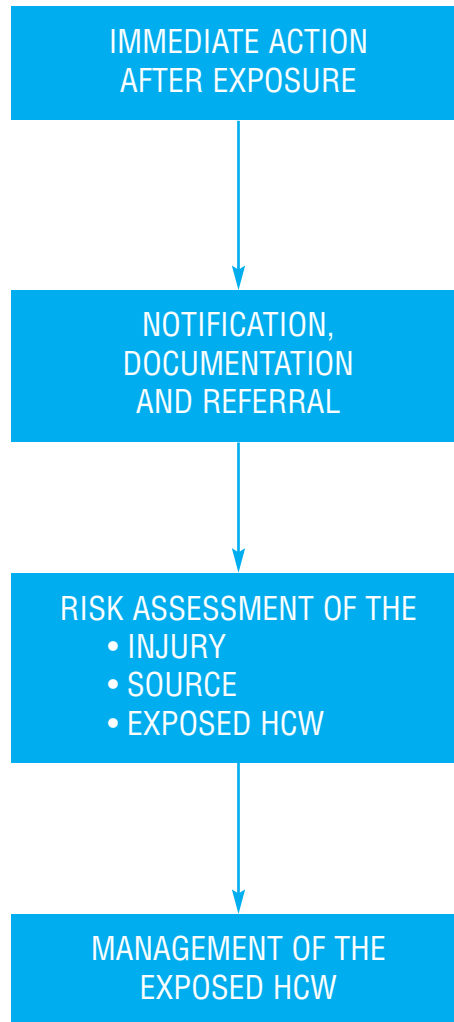 IMMEDIATE ACTION
AFTER EXPOSURE
NOTIFICATION,
DOCUMENTATION
AND REFERRAL
RISK ASSESSMENT OF THE
• INJURY
• SOURCE
• EXPOSED HCW
MANAGEMENT OF THE
EXPOSED HCW